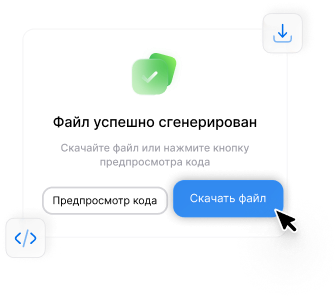 Файл успешно сгенерирован
Скачайте файл или нажмите кнопку
предпросмотра кода
Предпросмотр кода
Скачать файл